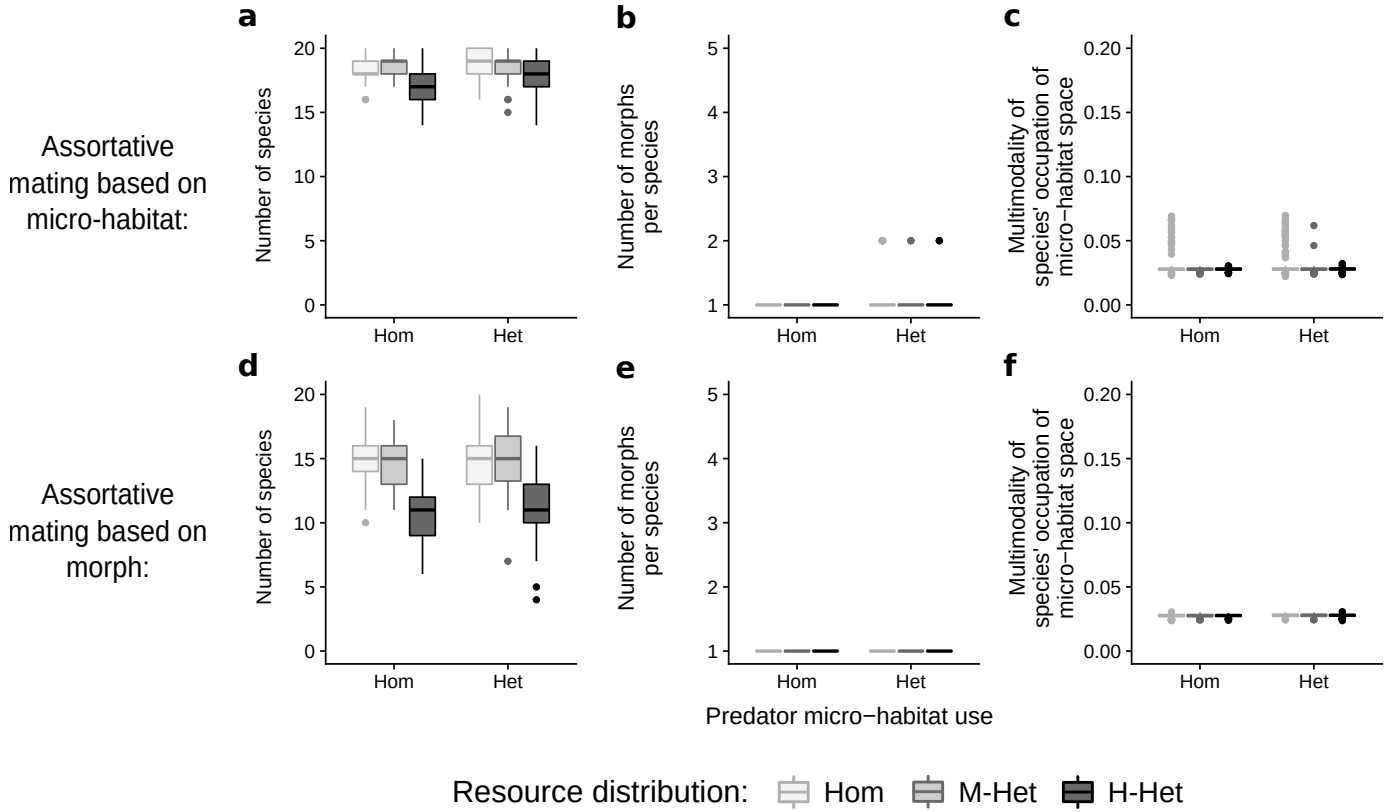 a
b
c
Assortative
mating based on
micro-habitat:
Number of species
20
15
10
5
0
Hom
Het
Number of morphs
per species
5
4
3
2
1
Hom
Het
Multimodality of
species' occupation of
micro−habitat space
0.20
0.15
0.10
0.05
0.00
Hom
Het
d
e
f
Assortative
mating based on
morph:
Number of species
20
15
10
5
0
Hom
Het
Number of morphs
per species
5
4
3
2
1
Hom
Het
Multimodality of
species' occupation of
micro−habitat space
0.20
0.15
0.10
0.05
0.00
Hom
Het
Predator micro−habitat use
Resource distribution: Hom M-Het H-Het